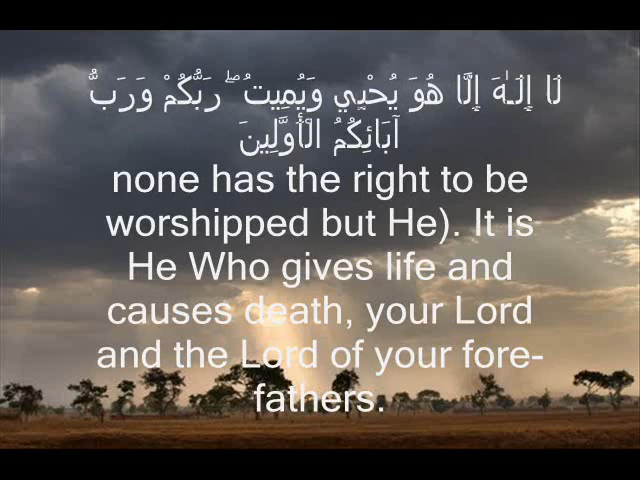 لَا إِلَٰهَ إِلَّا هُوَ يُحْيِي وَيُمِيتُ ۖ رَبُّكُمْ وَرَبُّ
آبَائِكُمُ الْأَوَّلِينَ
none has the right to be
worshipped but He). It is
He Who gives life and
causes death, your Lord
and the Lord of your fore-
fathers.